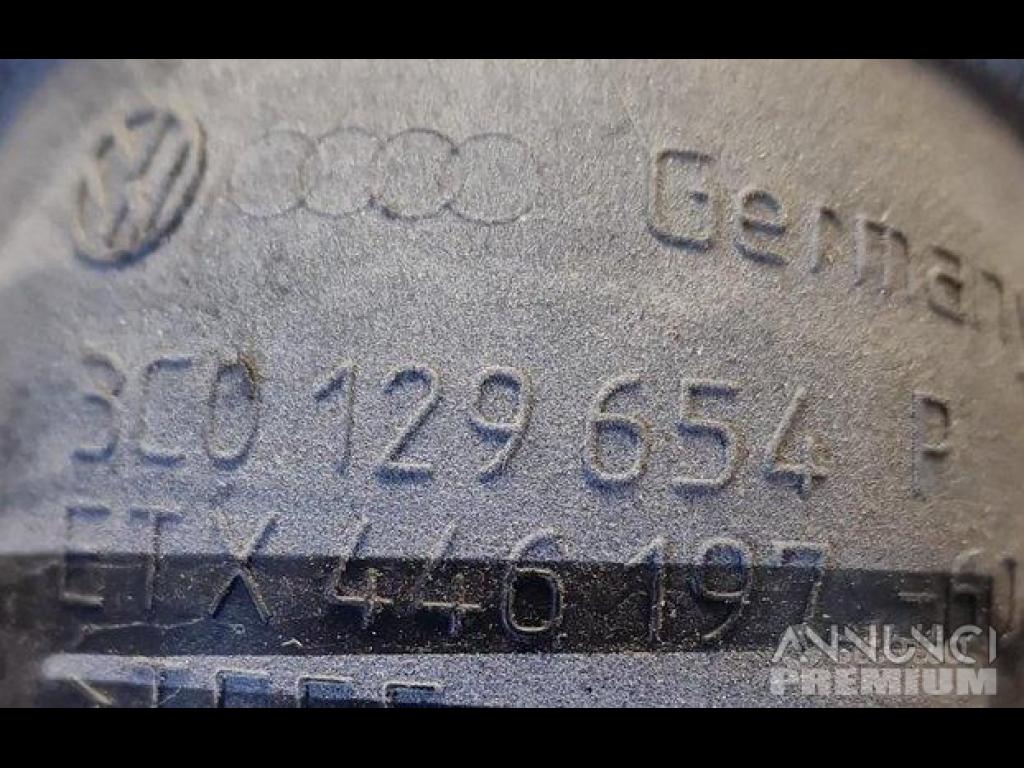 Germany
3C0 129 654 P
ETX 446 197
ANNUNCI
PREMIUM